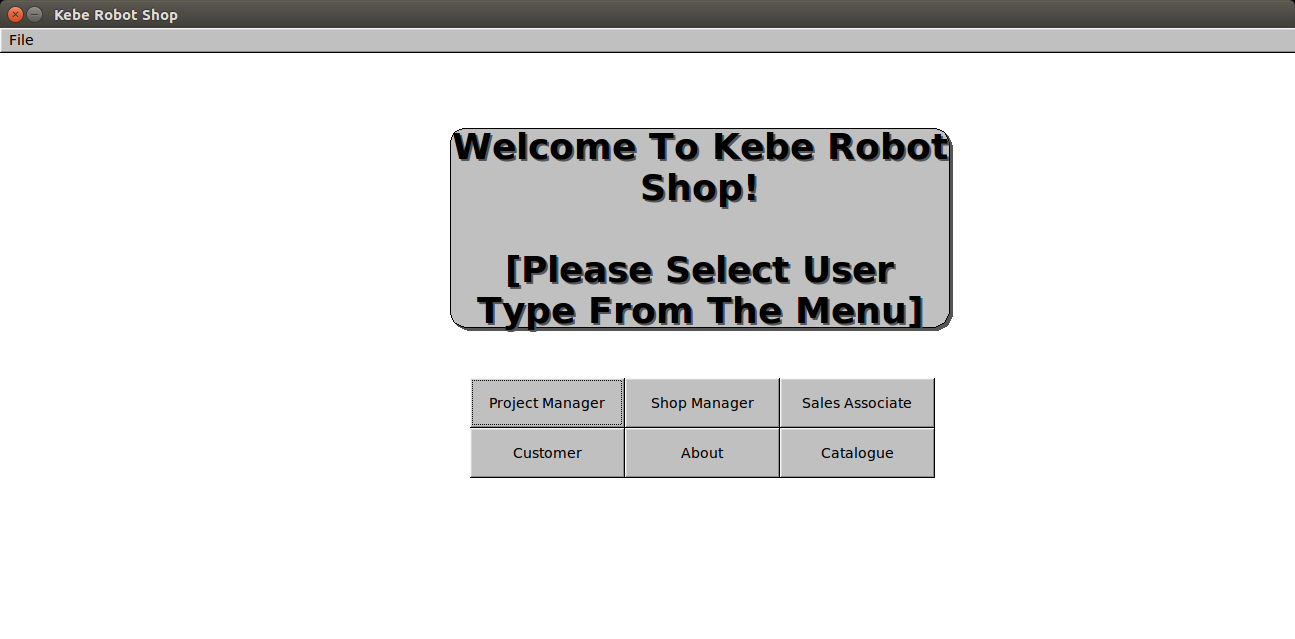 Kebe Robot Shop
File
Welcome To Kebe Robot
Shop!
[Please Select User
Type From The Menu]
Project Manager Shop Manager Sales Associate
Customer About Catalogue